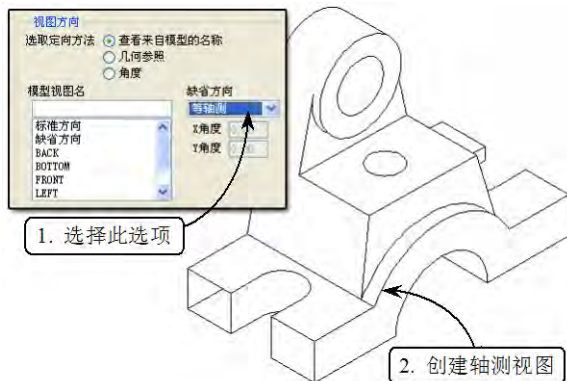 视图方向
选取定向方法 查看来自模型的名称
几何参照
角度
模型视图名 缺省方向
等轴测
标准方向 X角度
缺省方向 Y角度
BACK
BOTTOM
FRONT
LEFT
1. 选择此选项
2. 创建轴测视图